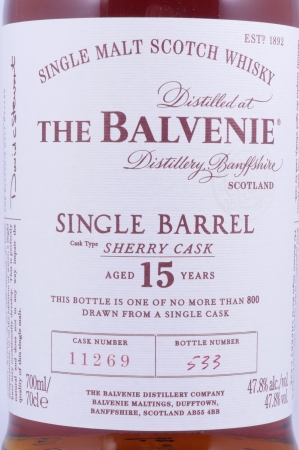 EST? 1892
SINGLE MALT SCOTCH WHISKY
Distilled at
THE BALVENIE®
Distillery, Banffshire
SCOTLAND
SINGLE BARREL
Cask Type SHERRY CASK
AGED 15 YEARS
THIS BOTTLE IS ONE OF NO MORE THAN 800
DRAWN FROM A SINGLE CASK
CASK NUMBER
11269
BOTTLE NUMBER
533
700ml/
70cl e
47.8% alc./vol
47.8% vol
THE BALVENIE DISTILLERY COMPANY
BALVENIE MALTINGS, DUFFTOWN,
BANFFSHIRE, SCOTLAND AB55 4BB
David C Stewart